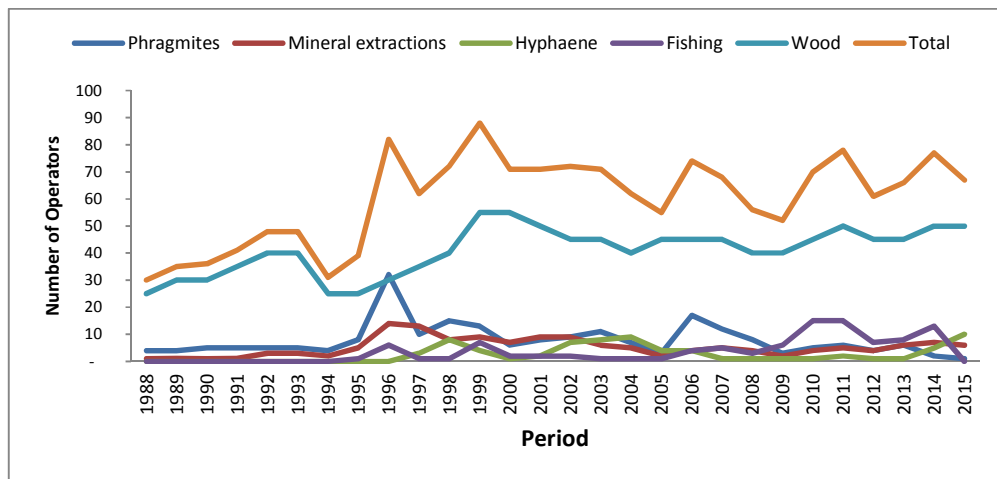 Phragmites Mineral extractions Hyphaene Fishing Wood Total
100
90
80
70
60
50
40
30
20
10
-
Number of Operators
1988 1989 1990 1991 1992 1993 1994 1995 1996 1997 1998 1999 2000 2001 2002 2003 2004 2005 2006 2007 2008 2009 2010 2011 2012 2013 2014 2015
Period